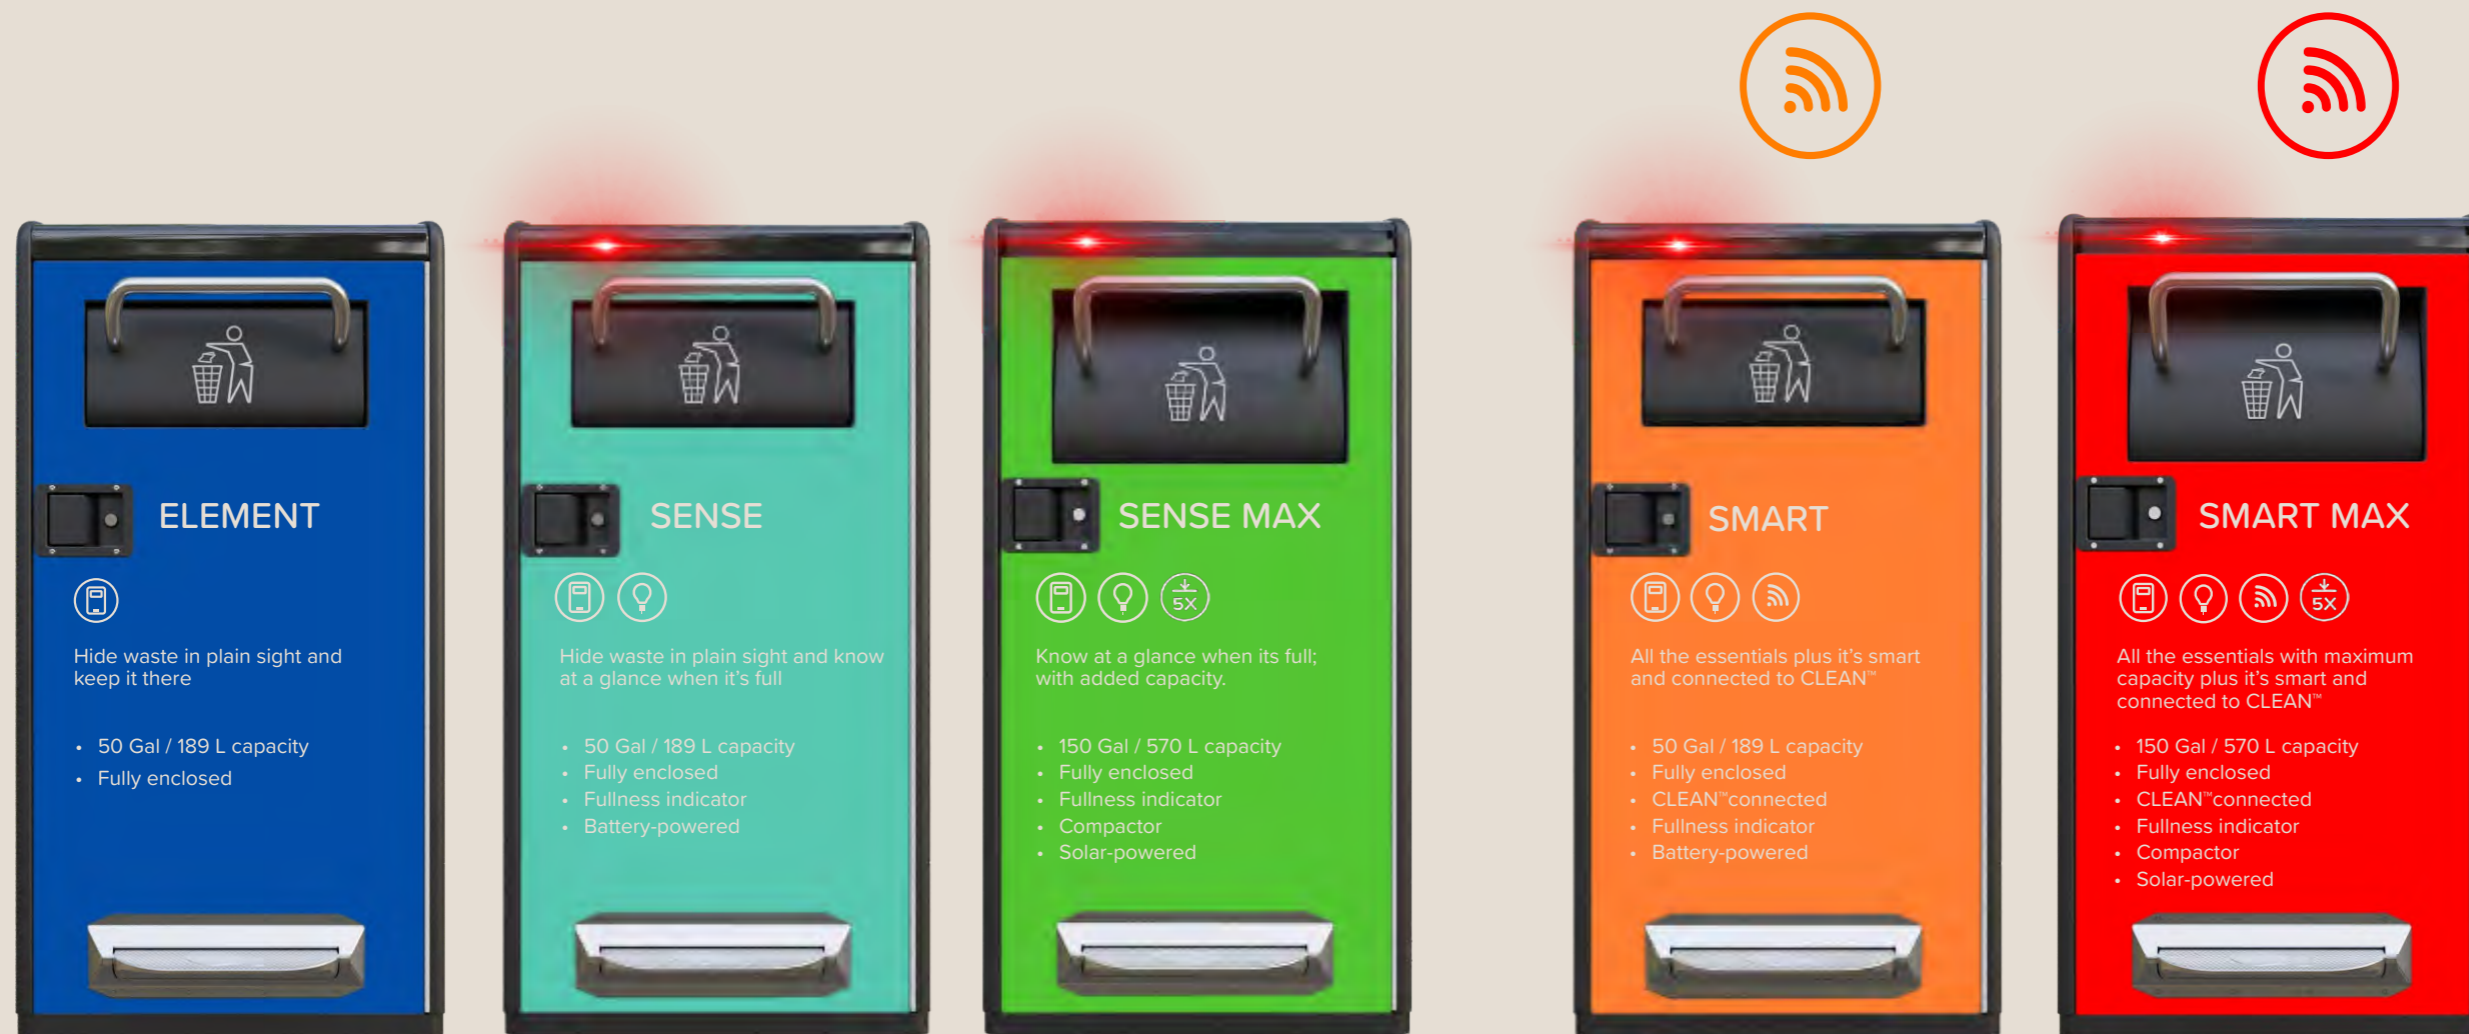 ELEMENT
Hide waste in plain sight and
keep it there
• 50 Gal / 189 L capacity
• Fully enclosed
SENSE
Hide waste in plain sight and know
at a glance when it's full
• 50 Gal / 189 L capacity
• Fully enclosed
• Fullness indicator
• Battery-powered
SENSE MAX
5X
Know at a glance when its full;
with added capacity.
• 150 Gal / 570 L capacity
• Fully enclosed
• Fullness indicator
• Compactor
• Solar-powered
SMART
All the essentials plus it's smart
and connected to CLEAN™
• 50 Gal / 189 L capacity
• Fully enclosed
• CLEAN™connected
• Fullness indicator
• Battery-powered
SMART MAX
5X
All the essentials with maximum
capacity plus it's smart and
connected to CLEAN™
• 150 Gal / 570 L capacity
• Fully enclosed
• CLEAN™connected
• Fullness indicator
• Compactor
• Solar-powered